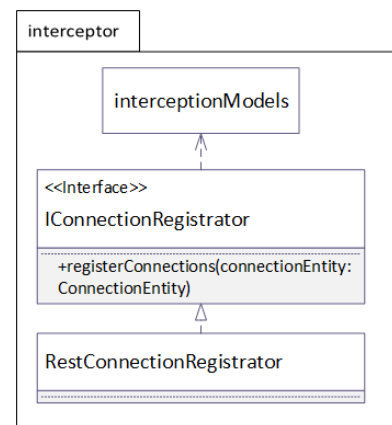 interceptor
interceptionModels
<<Interface>>
IConnectionRegistrator
+registerConnections(connectionEntity:
ConnectionEntity)
RestConnectionRegistrator